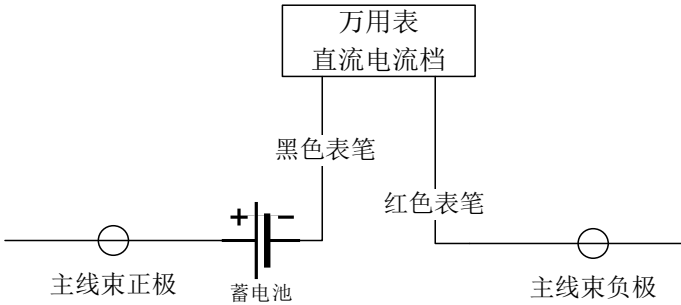 万用表
直流电流档
黑色表笔
红色表笔
+ −
主线束正极
蓄电池
主线束负极